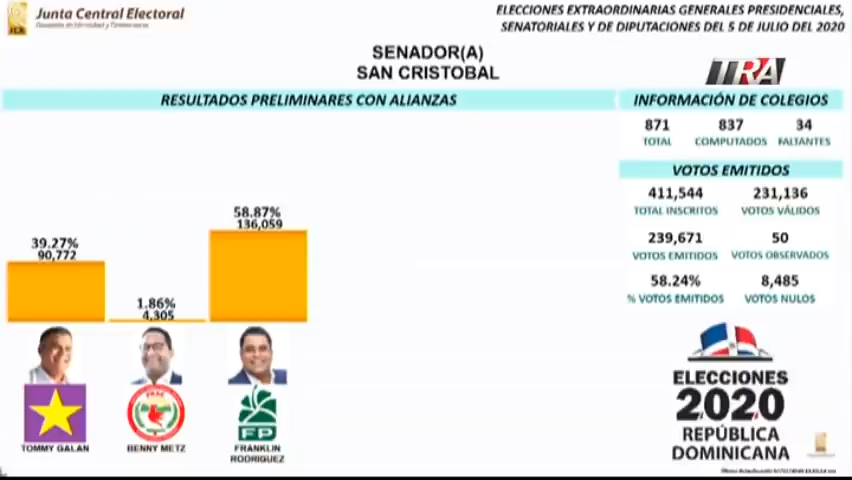 Junta Central Electoral
ELECCIONES EXTRAORDINARIAS GENERALES PRESIDENCIALES,
SENATORIALES Y DE DIPUTACIONES DEL 5 DE JULIO DEL 2020
SENADOR(A)
SAN CRISTOBAL
ITRA
RESULTADOS PRELIMINARES CON ALIANZAS
INFORMACIÓN DE COLEGIOS
871 837 34
TOTAL COMPUTADOS FALTANTES
VOTOS EMITIDOS
411,544 231,136
TOTAL INSCRITOS VOTOS VÁLIDOS
239,671 50
VOTOS EMITIDOS VOTOS OBSERVADOS
58.24% 8,485
% VOTOS EMITIDOS VOTOS NULOS
58.87%
136,059
39.27%
90,772
1.86%
4,305
FP
TOMMY GALAN BENNY METZ FRANKLIN
RODRIGUEZ
ELECCIONES
2020
REPÚBLICA
DOMINICANA